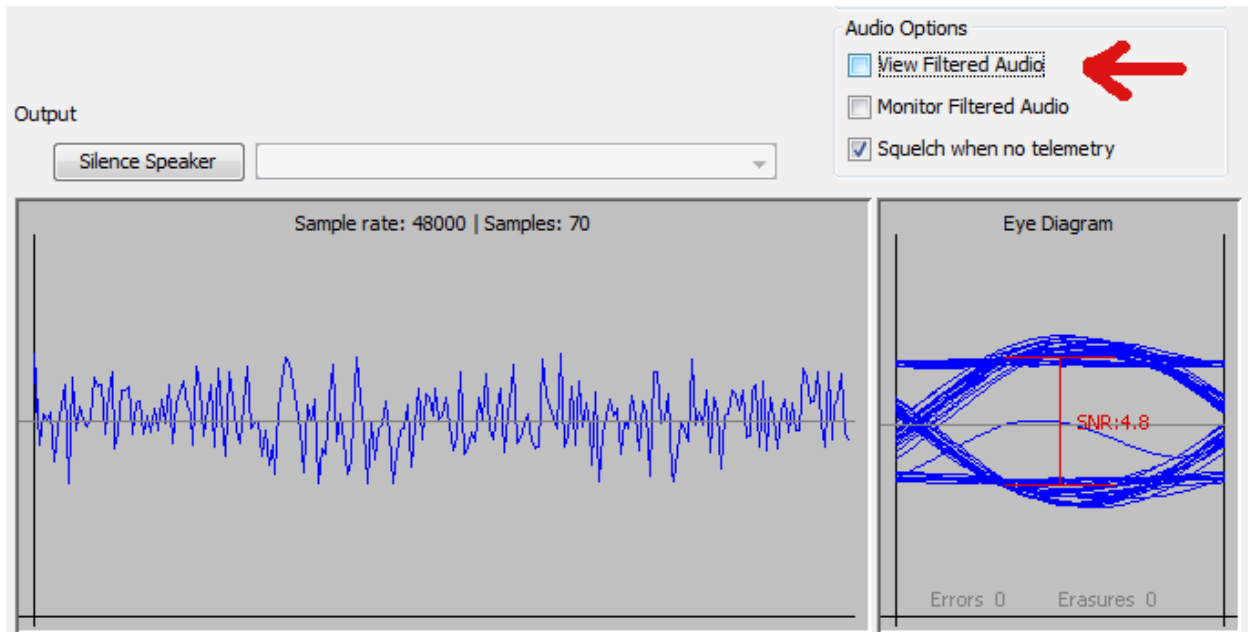 Audio Options
View Filtered Audio
Monitor Filtered Audio
Squelch when no telemetry
Output
Silence Speaker
Sample rate: 48000 | Samples: 70
Eye Diagram
SNR:4.8
Errors 0
Erasures 0